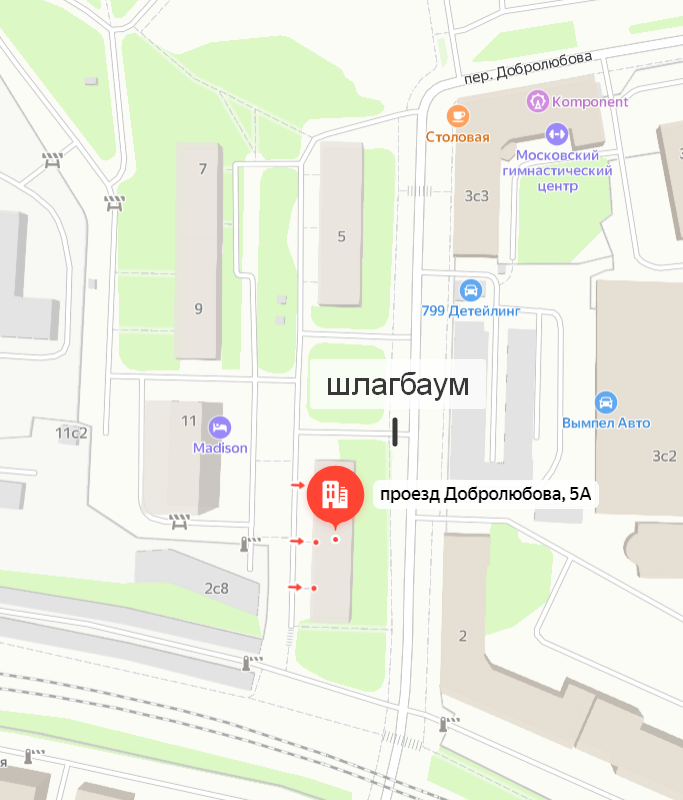 пер. Добролюбова
Komponent
Столовая
Московский
гимнастический
центр
7
3с3
5
9
799 Детейлинг
шлагбаум
11
Вымпел Авто
11с2
Madison
3с2
проезд Добролюбова, 5А
2с8
2
я